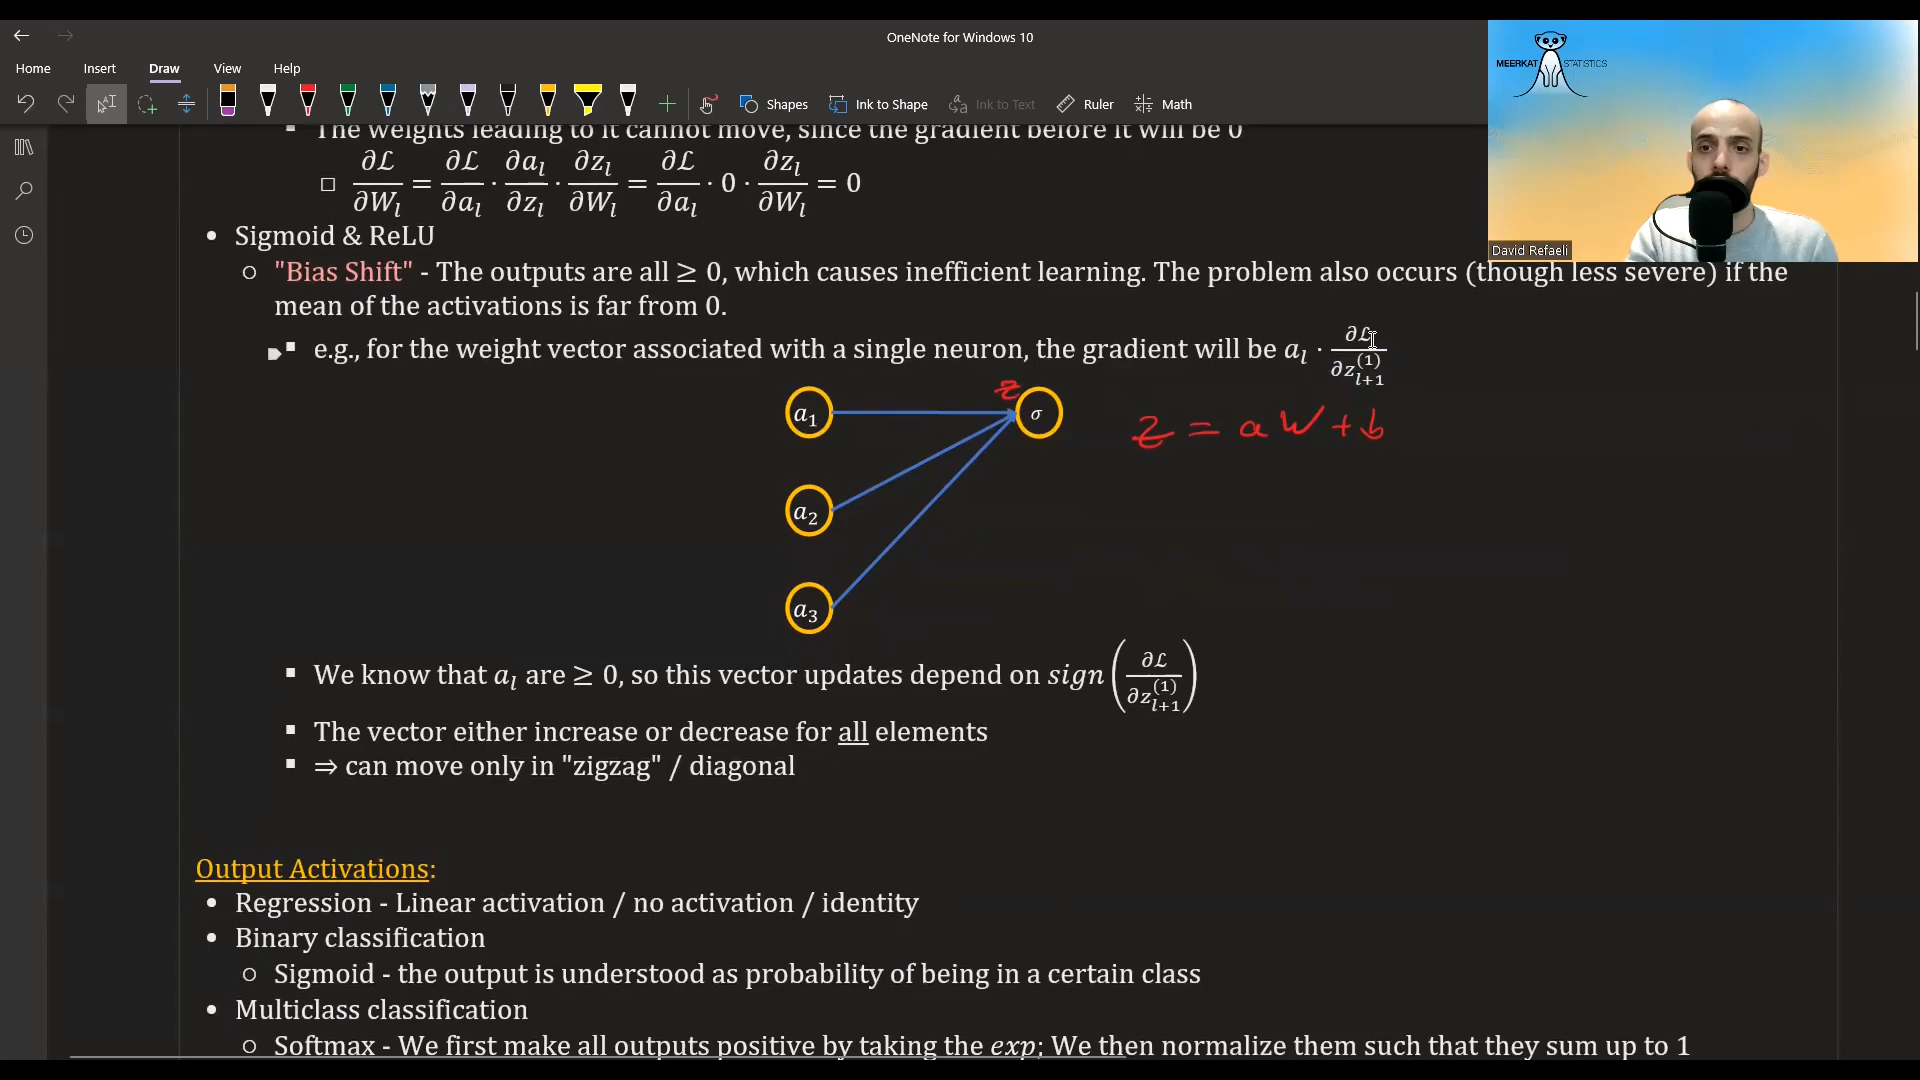 OneNote for Windows 10
MEERKAT STATISTICS
Home Insert Draw View Help
Shapes Ink to Shape Ink to Text Ruler Math
The weights leading to it cannot move, since the gradient before it will be 0
∂ℒ/∂W_l = ∂ℒ/∂a_l · ∂a_l/∂z_l · ∂z_l/∂W_l = ∂ℒ/∂a_l · 0 · ∂z_l/∂W_l = 0
David Refaeli
Sigmoid & ReLU
"Bias Shift" - The outputs are all ≥ 0, which causes inefficient learning. The problem also occurs (though less severe) if the
mean of the activations is far from 0.
e.g., for the weight vector associated with a single neuron, the gradient will be a_l · ∂ℒ/∂z_{l+1}^{(1)}
z
a_1 σ
z = aW + b
a_2
a_3
We know that a_l are ≥ 0, so this vector updates depend on sign(∂ℒ/∂z_{l+1}^{(1)})
The vector either increase or decrease for all elements
⇒ can move only in "zigzag" / diagonal
Output Activations:
Regression - Linear activation / no activation / identity
Binary classification
Sigmoid - the output is understood as probability of being in a certain class
Multiclass classification
Softmax - We first make all outputs positive by taking the exp; We then normalize them such that they sum up to 1